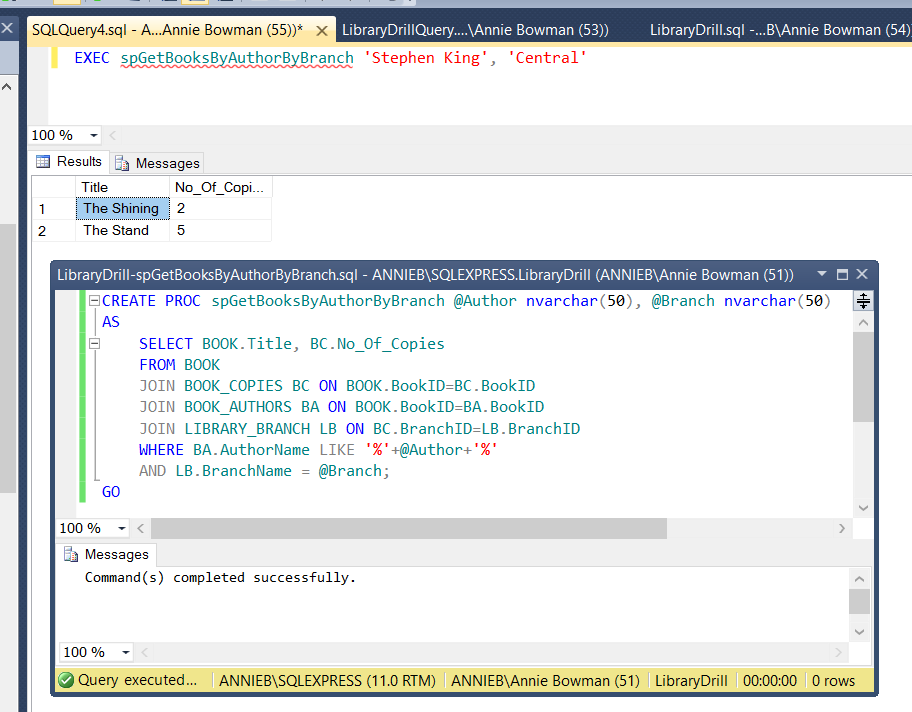 SQLQuery4.sql - A...Annie Bowman (55))* LibraryDrillQuery....\Annie Bowman (53)) LibraryDrill.sql -...B\Annie Bowman (54)
EXEC spGetBooksByAuthorByBranch 'Stephen King', 'Central'
100 %
Results Messages
Title No_Of_Copi...
1 The Shining 2
2 The Stand 5
LibraryDrill-spGetBooksByAuthorByBranch.sql - ANNIEB\SQLEXPRESS.LibraryDrill (ANNIEB\Annie Bowman (51))
CREATE PROC spGetBooksByAuthorByBranch @Author nvarchar(50), @Branch nvarchar(50)
AS
SELECT BOOK.Title, BC.No_Of_Copies
FROM BOOK
JOIN BOOK_COPIES BC ON BOOK.BookID=BC.BookID
JOIN BOOK_AUTHORS BA ON BOOK.BookID=BA.BookID
JOIN LIBRARY_BRANCH LB ON BC.BranchID=LB.BranchID
WHERE BA.AuthorName LIKE '%'+@Author+'%'
AND LB.BranchName = @Branch;
GO
100 %
Messages
Command(s) completed successfully.
100 %
Query executed... ANNIEB\SQLEXPRESS (11.0 RTM) ANNIEB\Annie Bowman (51) LibraryDrill 00:00:00 0 rows